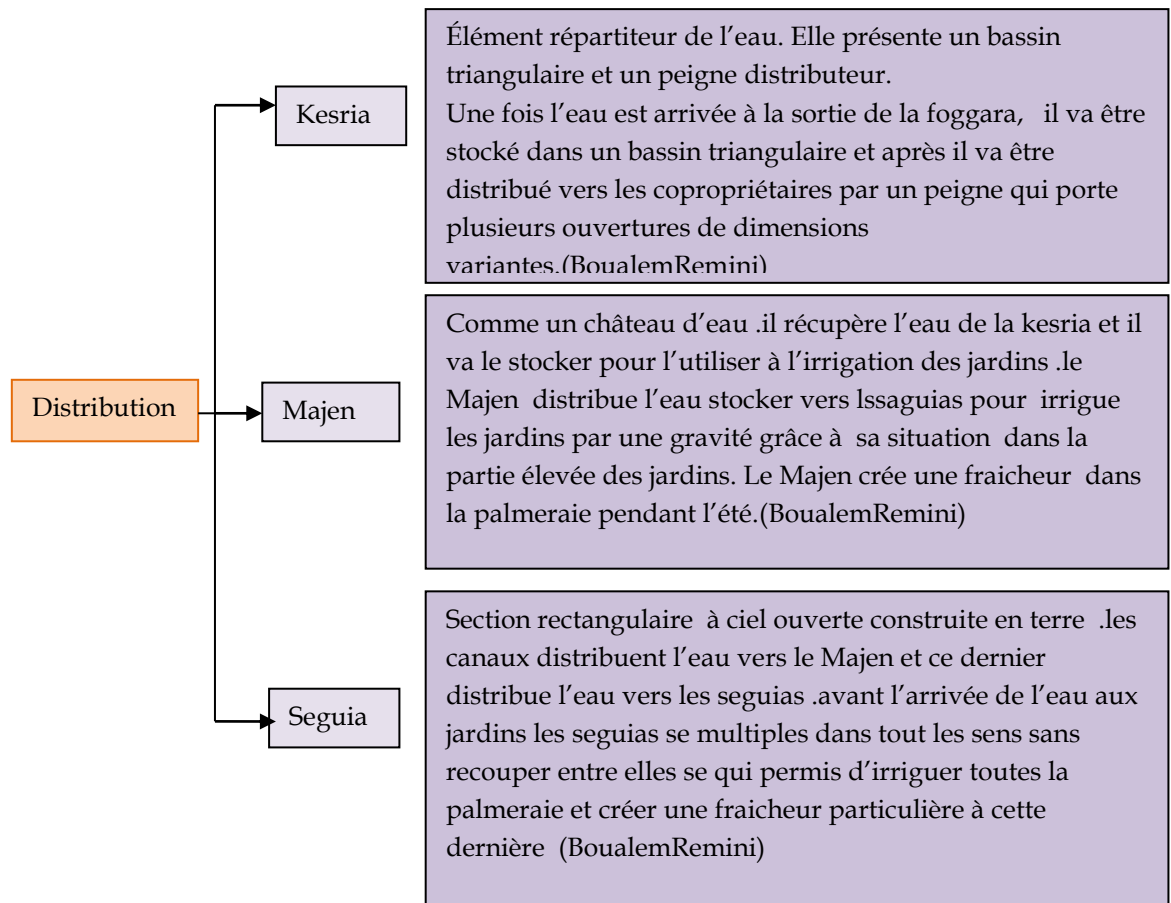 Distribution
Kesria
Élément répartiteur de l’eau. Elle présente un bassin
triangulaire et un peigne distributeur.
Une fois l’eau est arrivée à la sortie de la foggara, il va être
stocké dans un bassin triangulaire et après il va être
distribué vers les copropriétaires par un peigne qui porte
plusieurs ouvertures de dimensions
variantes.(BoualemRemini)
Majen
Comme un château d’eau .il récupère l’eau de la kesria et il
va le stocker pour l’utiliser à l’irrigation des jardins .le
Majen distribue l’eau stocker vers lssaguias pour irrigue
les jardins par une gravité grâce à sa situation dans la
partie élevée des jardins. Le Majen crée une fraicheur dans
la palmeraie pendant l’été.(BoualemRemini)
Seguia
Section rectangulaire à ciel ouverte construite en terre .les
canaux distribuent l’eau vers le Majen et ce dernier
distribue l’eau vers les seguias .avant l’arrivée de l’eau aux
jardins les seguias se multiples dans tout les sens sans
recouper entre elles se qui permis d’irriguer toutes la
palmeraie et créer une fraicheur particulière à cette
dernière (BoualemRemini)